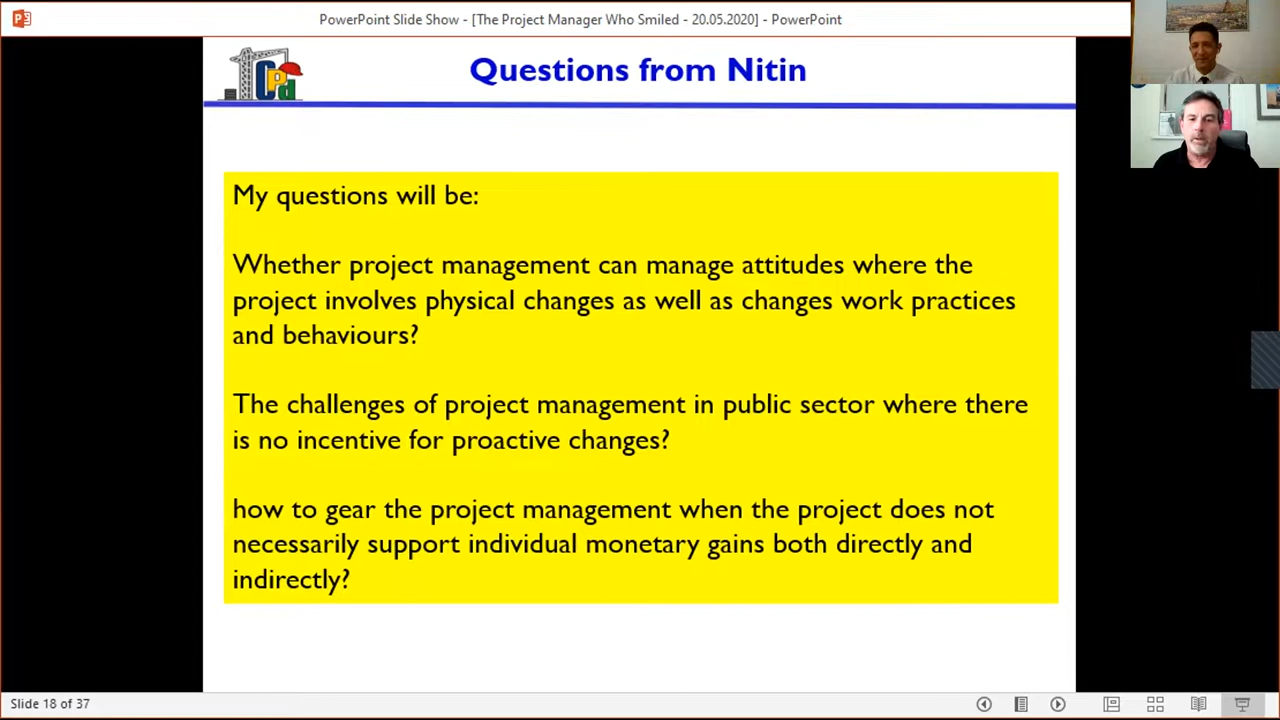 PowerPoint Slide Show - [The Project Manager Who Smiled - 20.05.2020] - PowerPoint
CPd
Questions from Nitin
My questions will be:
Whether project management can manage attitudes where the
project involves physical changes as well as changes work practices
and behaviours?
The challenges of project management in public sector where there
is no incentive for proactive changes?
how to gear the project management when the project does not
necessarily support individual monetary gains both directly and
indirectly?
Slide 18 of 37